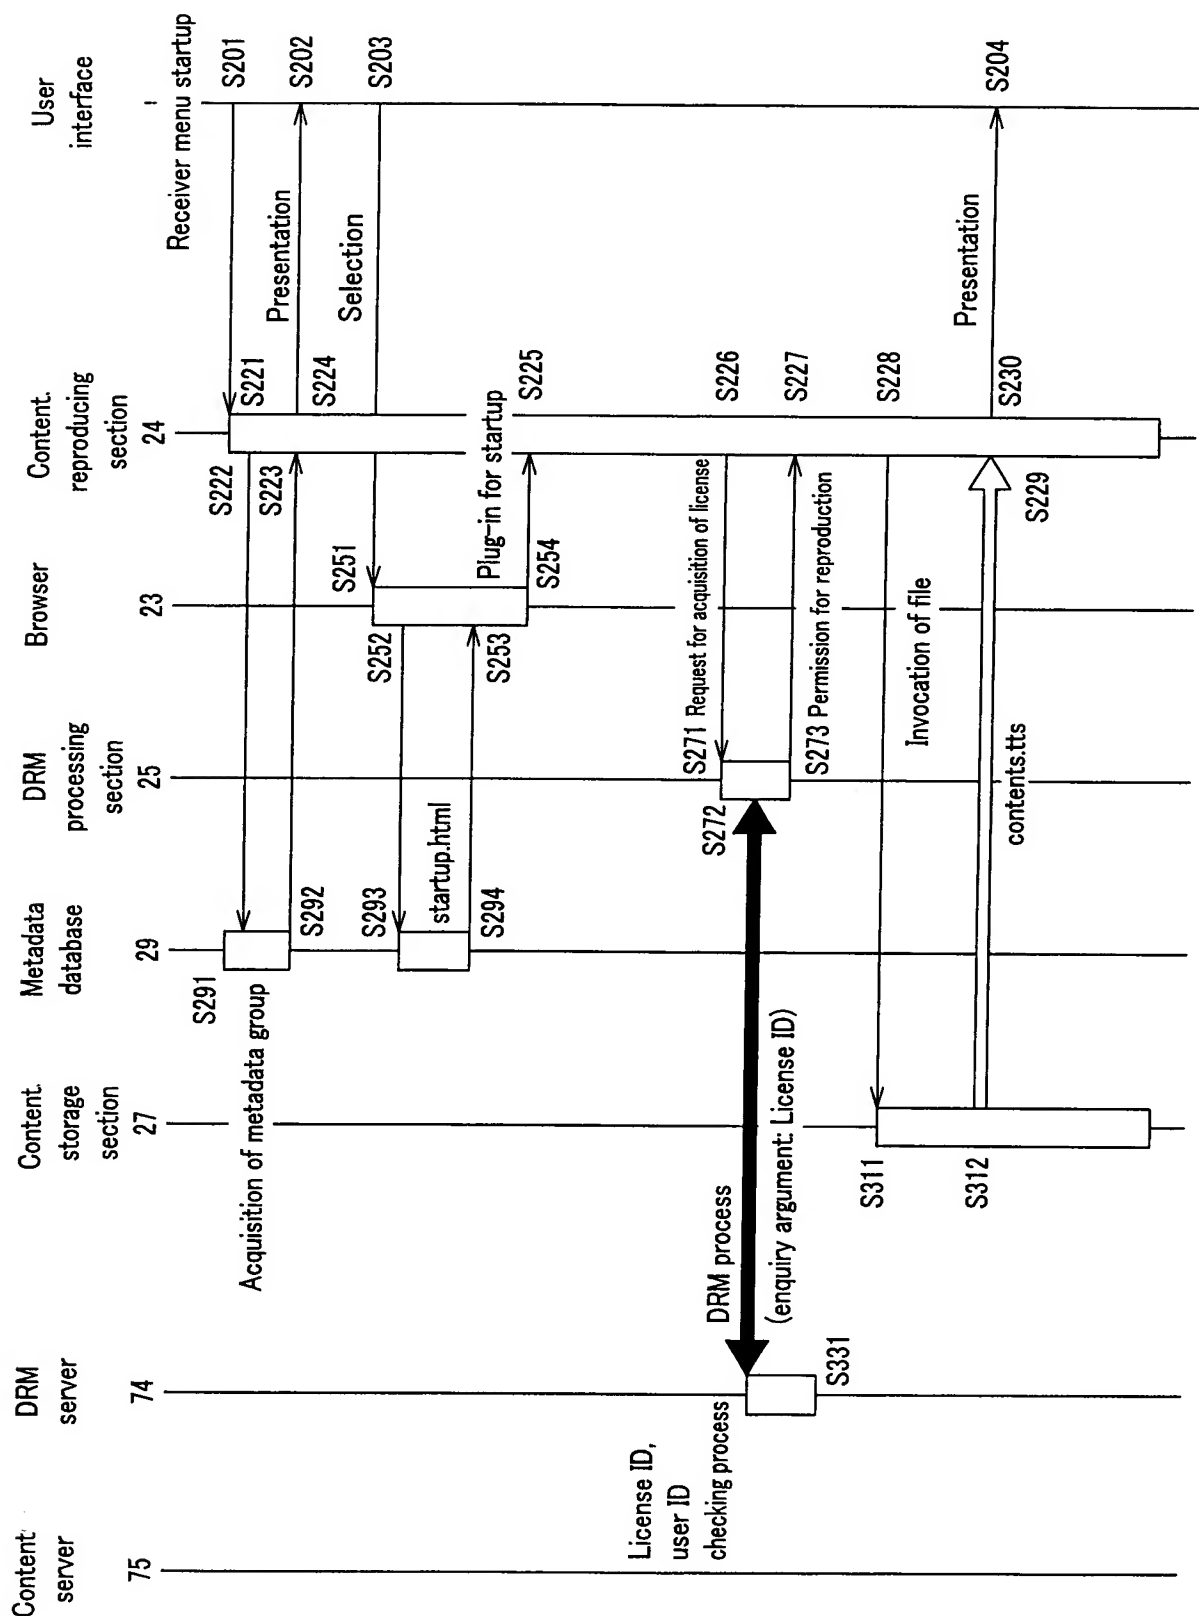 Content
server
75
DRM
server
74
Content.
storage
section
27
Metadata
database
29
DRM
processing
section
25
Browser
23
Content.
reproducing
section
24
User
interface
Receiver menu startup
S201
S221
S222
S291
Acquisition of metadata group
S292
S223
Presentation
S202
S224
Selection
S203
S251
S252
S293
startup.html
S294
S253
Plug-in for startup
S254
S225
S226
S271 Request for acquisition of license
S272
License ID,
user ID
checking process
DRM process
(enquiry argument: License ID)
S331
S273 Permission for reproduction
S227
S228
Invocation of file
S311
S312
contents.tts
S229
S230
Presentation
S204